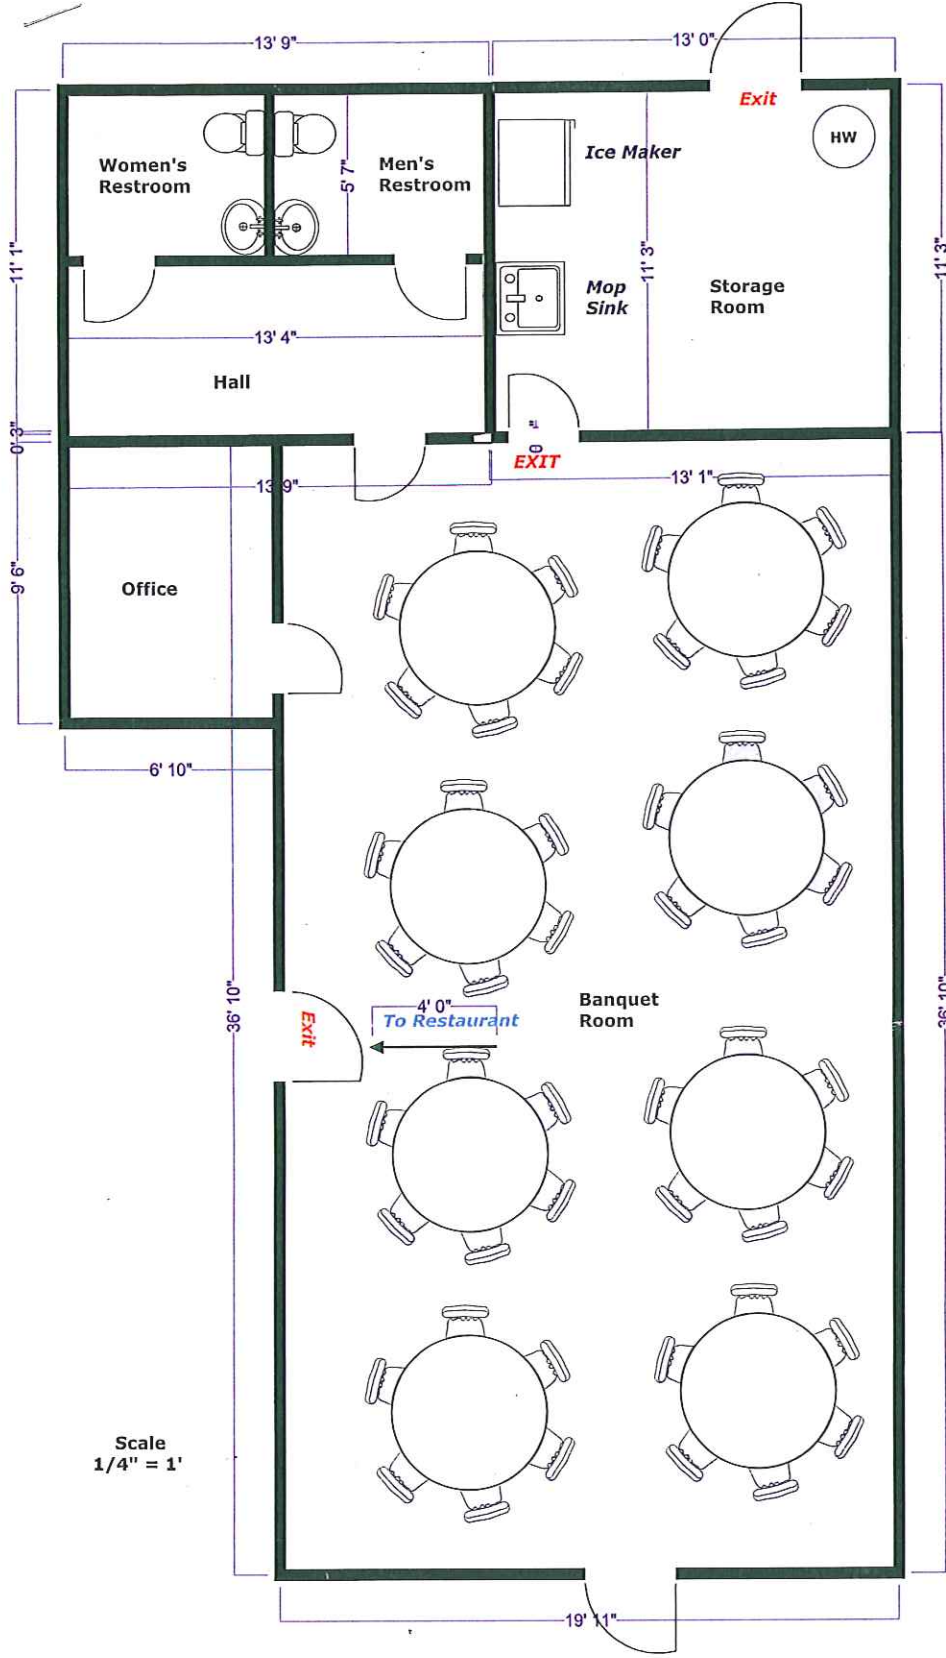 13' 9"
13' 0"
Exit
Women's
Restroom
Men's
Restroom
5' 7"
Ice Maker
HW
11' 1"
11' 3"
11' 3"
Mop
Sink
Storage
Room
13' 4"
Hall
0' 3"
EXIT
13' 9"
13' 1"
Office
9' 6"
6' 10"
36' 10"
Exit
4' 0"
To Restaurant
Banquet
Room
36' 10"
Scale
1/4" = 1'
19' 11"